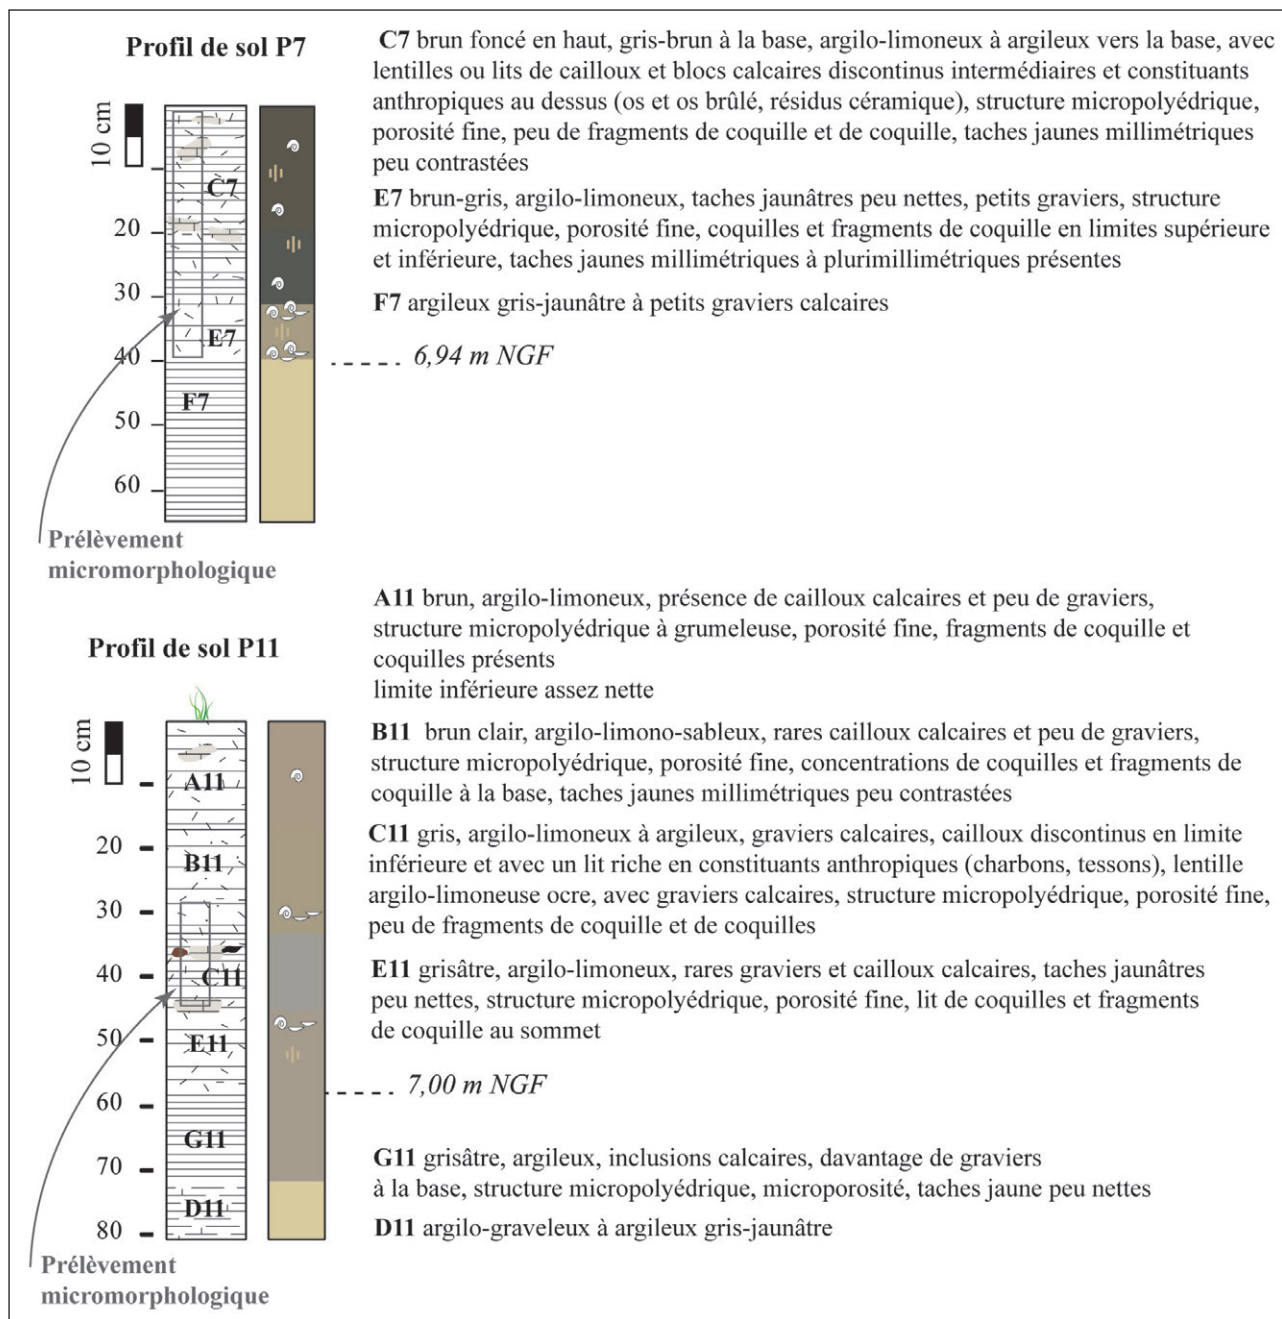 Profil de sol P7
C7 brun foncé en haut, gris-brun à la base, argilo-limoneux à argileux vers la base, avec
lentilles ou lits de cailloux et blocs calcaires discontinus intermédiaires et constituants
anthropiques au dessus (os et os brûlé, résidus céramique), structure micropolyédrique,
porosité fine, peu de fragments de coquille et de coquille, taches jaunes millimétriques
peu contrastées
E7 brun-gris, argilo-limoneux, taches jaunâtres peu nettes, petits graviers, structure
micropolyédrique, porosité fine, coquilles et fragments de coquille en limites supérieure
et inférieure, taches jaunes millimétriques à plurimillimétriques présentes
F7 argileux gris-jaunâtre à petits graviers calcaires
6,94 m NGF
10 cm
20
30
40
50
60
C7
E7
F7
Prélèvement
micromorphologique
Profil de sol P11
A11 brun, argilo-limoneux, présence de cailloux calcaires et peu de graviers,
structure micropolyédrique à grumeleuse, porosité fine, fragments de coquille et
coquilles présents
limite inférieure assez nette
B11 brun clair, argilo-limono-sableux, rares cailloux calcaires et peu de graviers,
structure micropolyédrique, porosité fine, concentrations de coquilles et fragments de
coquille à la base, taches jaunes millimétriques peu contrastées
C11 gris, argilo-limoneux à argileux, graviers calcaires, cailloux discontinus en limite
inférieure et avec un lit riche en constituants anthropiques (charbons, tessons), lentille
argilo-limoneuse ocre, avec graviers calcaires, structure micropolyédrique, porosité fine,
peu de fragments de coquille et de coquilles
E11 grisâtre, argilo-limoneux, rares graviers et cailloux calcaires, taches jaunâtres
peu nettes, structure micropolyédrique, porosité fine, lit de coquilles et fragments
de coquille au sommet
7,00 m NGF
G11 grisâtre, argileux, inclusions calcaires, davantage de graviers
à la base, structure micropolyédrique, microporosité, taches jaune peu nettes
D11 argilo-graveleux à argileux gris-jaunâtre
10 cm
20
30
40
50
60
70
80
A11
B11
C11
E11
G11
D11
Prélèvement
micromorphologique